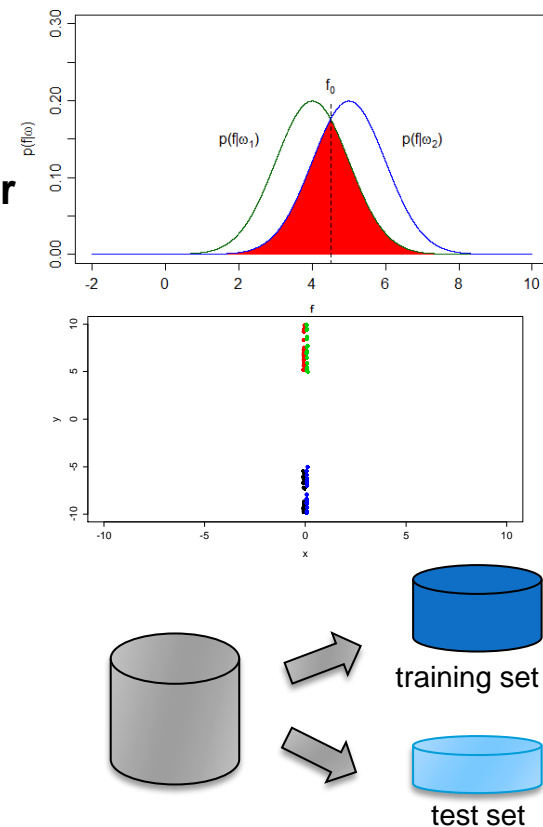 0.30
0.20
0.10
0.00
p(f|ω)
f₀
p(f|ω₁)
p(f|ω₂)
r
-2 0 2 4 6 8 10
f
10
5
0
-5
-10
y
-10 -5 0 5 10
x
training set
test set